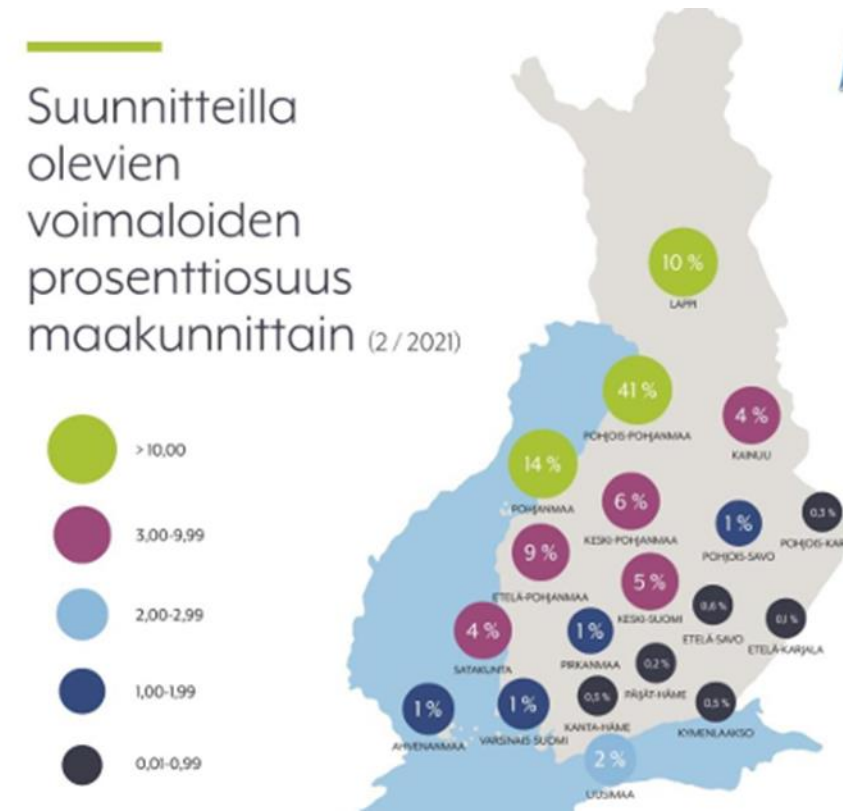 Suunnitteilla
olevien
voimaloiden
prosenttiosuus
maakunnittain (2 / 2021)
> 10,00
3,00-9,99
2,00-2,99
1,00-1,99
0,01-0,99
10 %
LAPPI
41 %
POHJOIS-POHJANMAA
4 %
KAINUU
14 %
POHJANMAA
6 %
KESKI-POHJANMAA
1 %
POHJOIS-SAVO
0,3 %
POHJOIS-KAR
9 %
ETELÄ-POHJANMAA
5 %
KESKI-SUOMI
0,6 %
ETELÄ-SAVO
0,1 %
ETELÄ-KARJALA
4 %
SATAKUNTA
1 %
PIRKANMAA
0,2 %
PÄIJÄT-HÄME
KANTA-HÄME
0,5 %
KYMENLAAKSO
1 %
AHVENANMAA
1 %
VARSINAIS-SUOMI
2 %
UUSIMAA